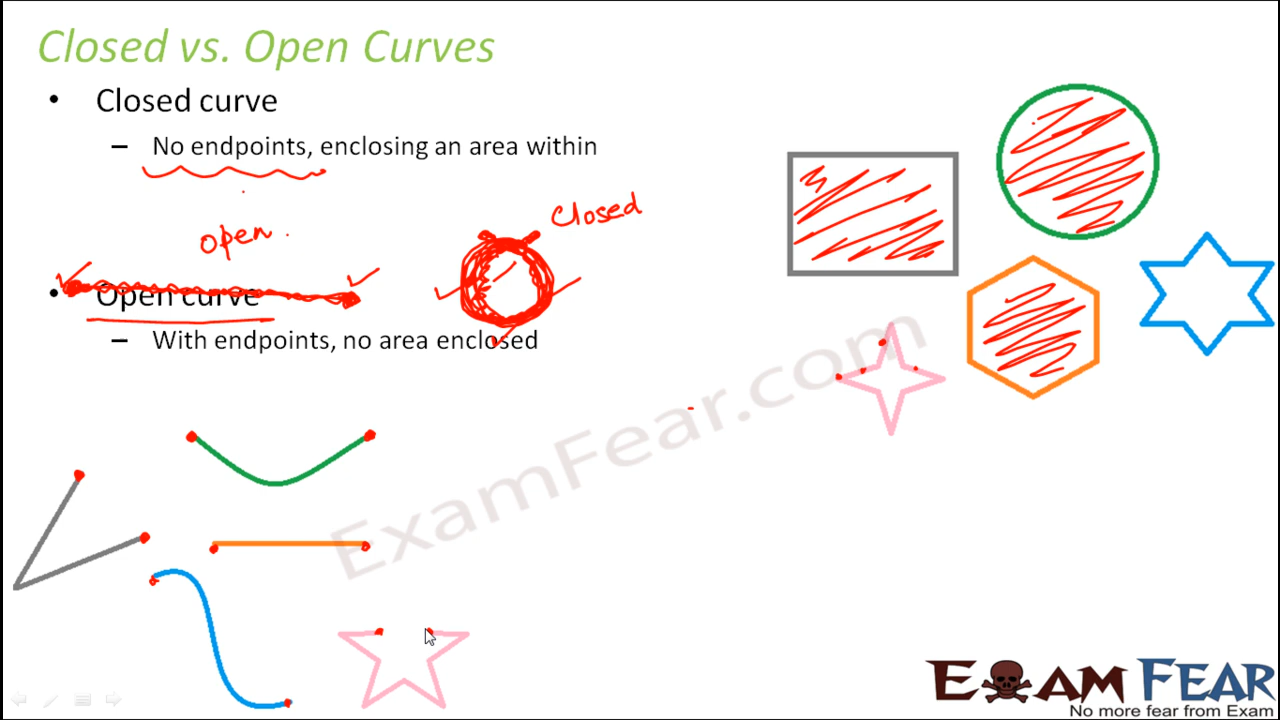 Closed vs. Open Curves
• Closed curve
– No endpoints, enclosing an area within
closed
open.
• Open curve
– With endpoints, no area enclosed
ExamFear.com
EXAM FEAR
No more fear from Exam